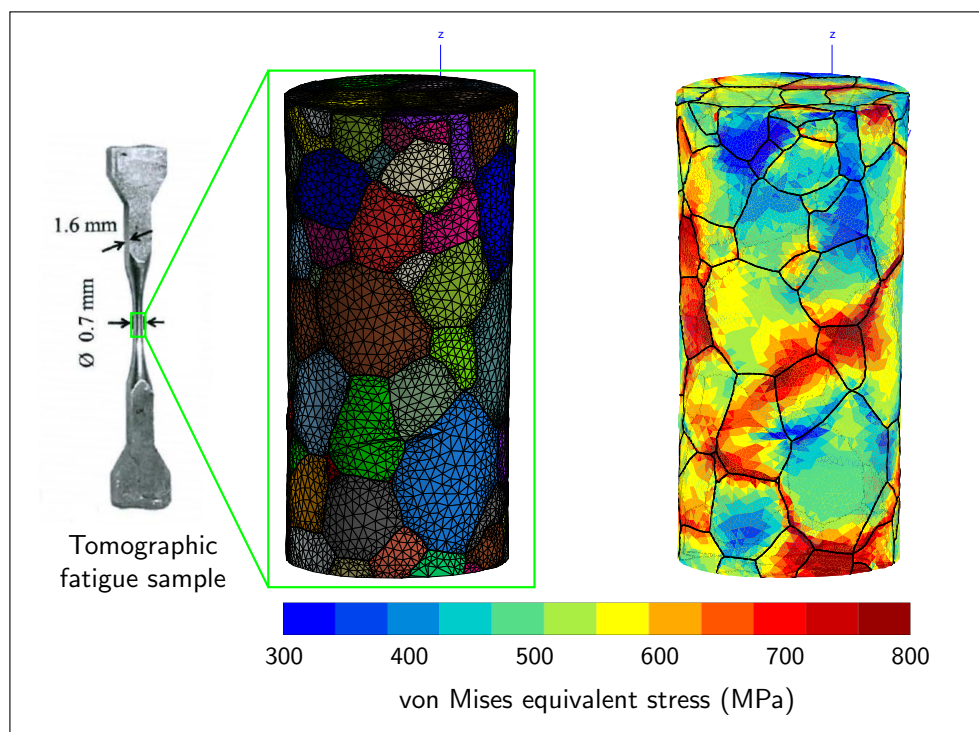 z
z
1.6 mm
Ø 0.7 mm
Tomographic
fatigue sample
300 400 500 600 700 800
von Mises equivalent stress (MPa)